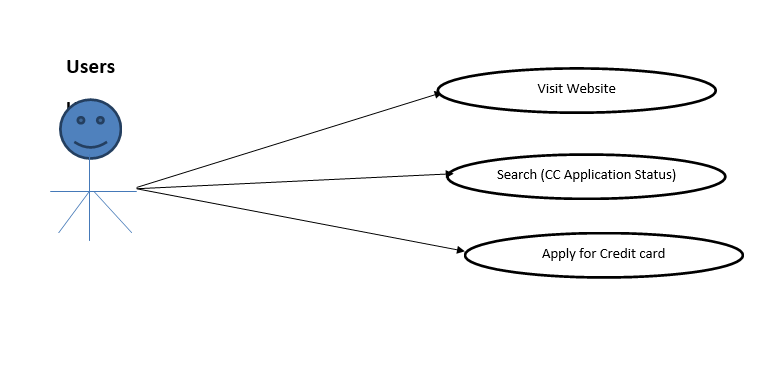 Users
Visit Website
Search (CC Application Status)
Apply for Credit card